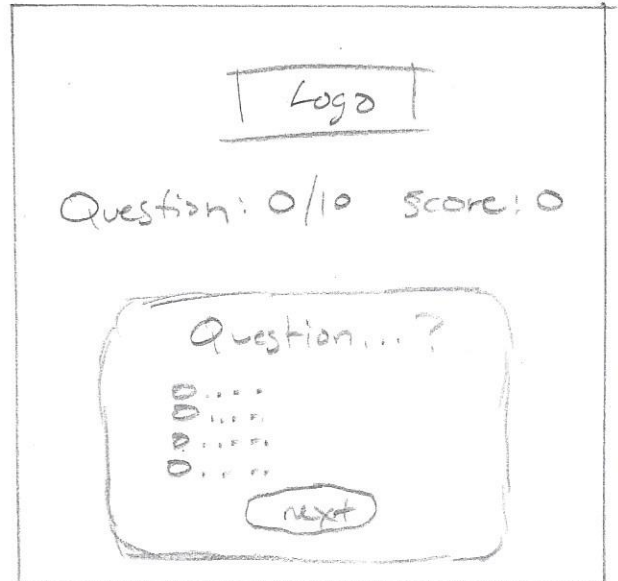 Logo
Question: 0/10 Score: 0
Question...?
.....
....
.....
.....
next